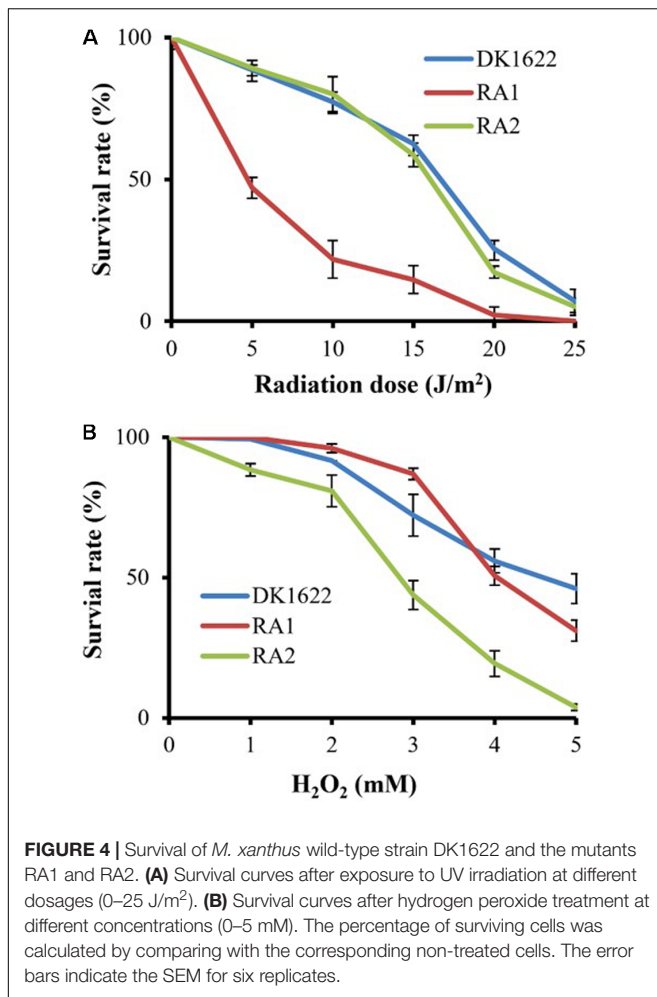 A
100
50
0
Survival rate (%)
DK1622
RA1
RA2
0 5 10 15 20 25
Radiation dose (J/m²)
B
100
50
0
Survial rate (%)
DK1622
RA1
RA2
0 1 2 3 4 5
H₂O₂ (mM)
FIGURE 4 | Survival of M. xanthus wild-type strain DK1622 and the mutants
RA1 and RA2. (A) Survival curves after exposure to UV irradiation at different
dosages (0–25 J/m²). (B) Survival curves after hydrogen peroxide treatment at
different concentrations (0–5 mM). The percentage of surviving cells was
calculated by comparing with the corresponding non-treated cells. The error
bars indicate the SEM for six replicates.